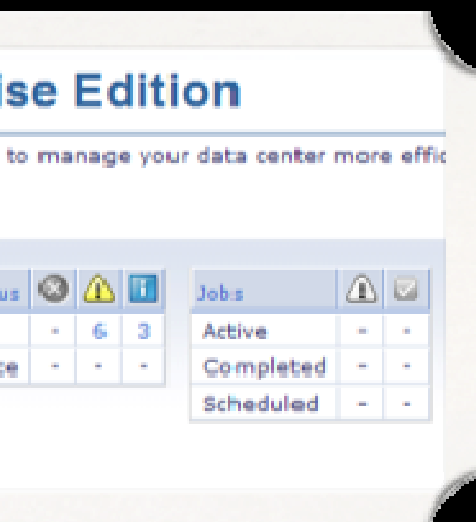 ise Edition
to manage your data center more effic
us Jobs
- 6 3 Active - -
ce - - - Completed - -
Scheduled - -